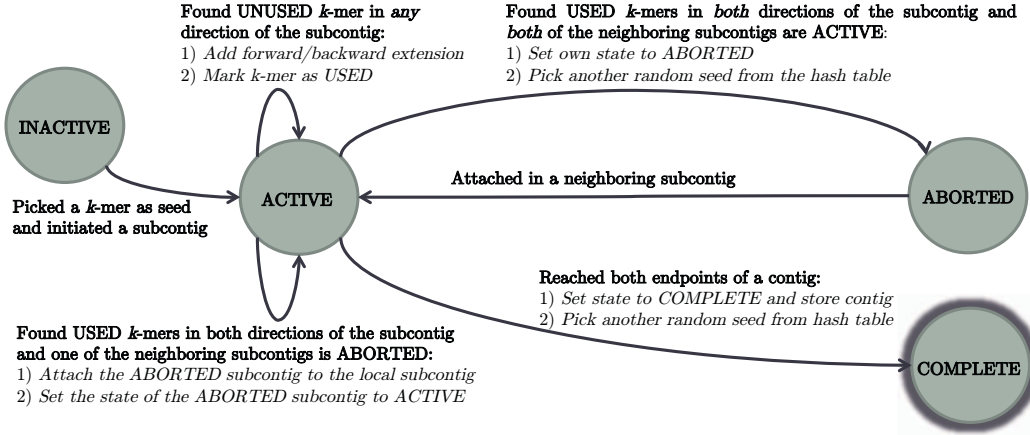 Found UNUSED k-mer in any
direction of the subcontig:
1) Add forward/backward extension
2) Mark k-mer as USED
Found USED k-mers in both directions of the subcontig and
both of the neighboring subcontigs are ACTIVE:
1) Set own state to ABORTED
2) Pick another random seed from the hash table
INACTIVE
Picked a k-mer as seed
and initiated a subcontig
ACTIVE
Attached in a neighboring subcontig
ABORTED
Reached both endpoints of a contig:
1) Set state to COMPLETE and store contig
2) Pick another random seed from hash table
Found USED k-mers in both directions of the subcontig
and one of the neighboring subcontigs is ABORTED:
1) Attach the ABORTED subcontig to the local subcontig
2) Set the state of the ABORTED subcontig to ACTIVE
COMPLETE